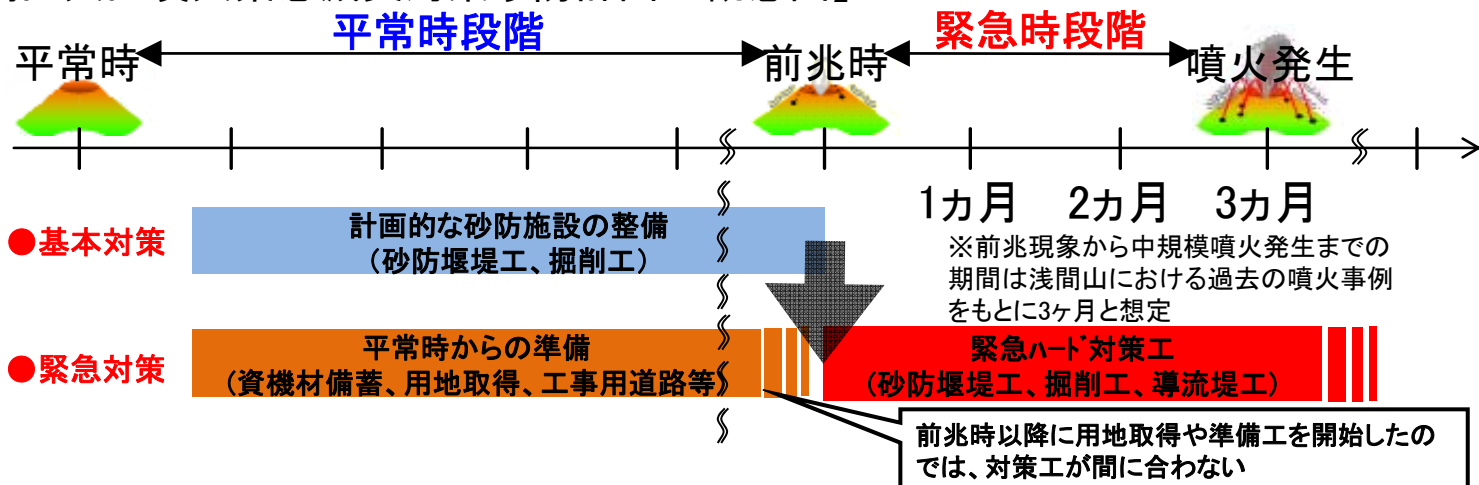 平常時段階
緊急時段階
平常時
前兆時
噴火発生
1カ月
2カ月
3カ月
●基本対策
計画的な砂防施設の整備
(砂防堰堤工、掘削工)
※前兆現象から中規模噴火発生までの
期間は浅間山における過去の噴火事例
をもとに3ヶ月と想定
●緊急対策
平常時からの準備
(資機材備蓄、用地取得、工事用道路等)
緊急ハード対策工
(砂防堰堤工、掘削工、導流堤工)
前兆時以降に用地取得や準備工を開始したの
では、対策工が間に合わない